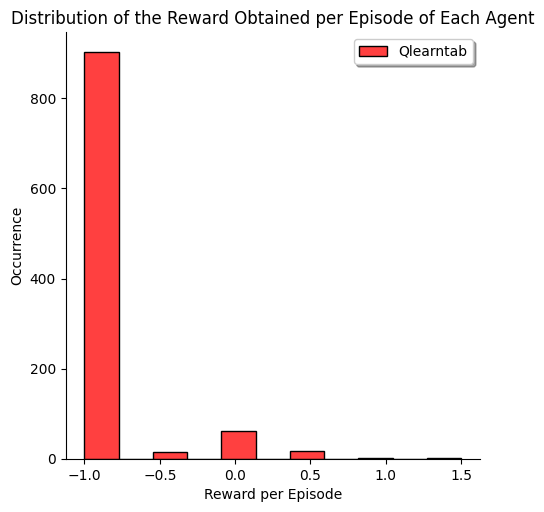 Distribution of the Reward Obtained per Episode of Each Agent
Qlearntab
800
600
400
200
0
Occurrence
−1.0 −0.5 0.0 0.5 1.0 1.5
Reward per Episode